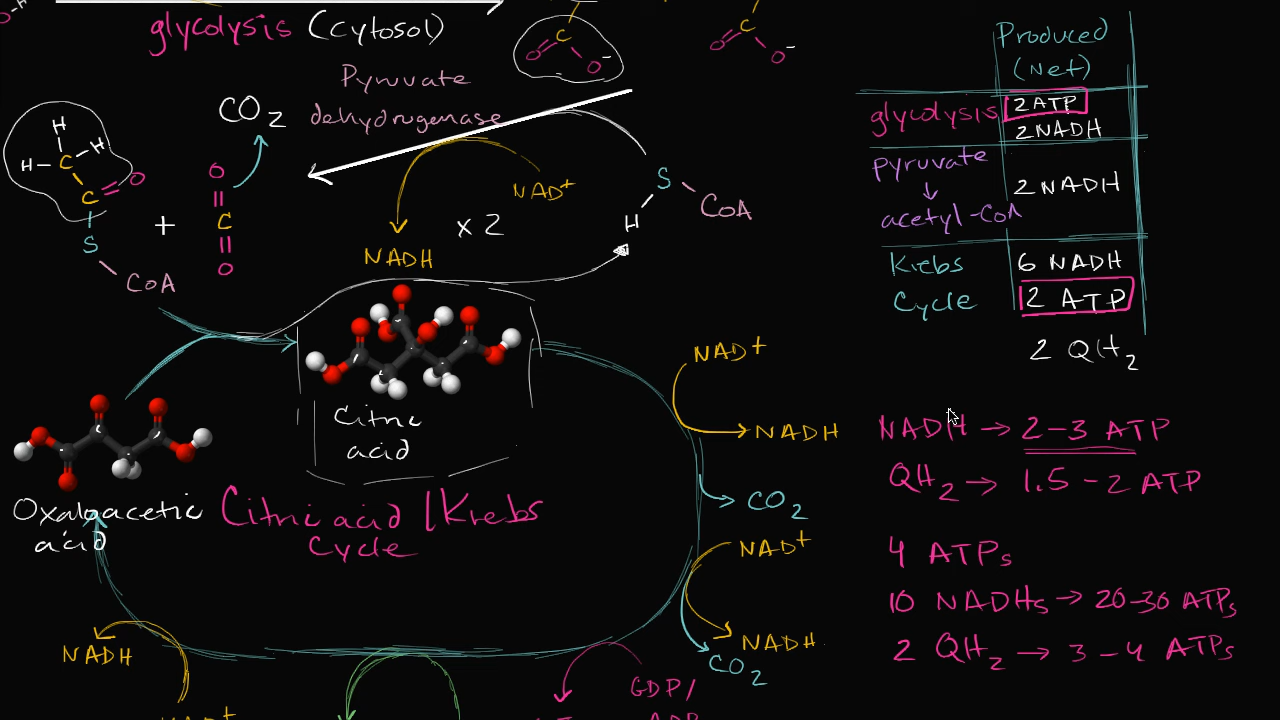 glycolysis (cytosol)
Pyruvate
dehydrogenase
C
O
O⁻
C
O
O⁻
H
H–C–H
C=O
S
CoA
+
CO2
O
C
O
NAD+
NADH
x 2
S
H
CoA
Citric
acid
Oxaloacetic
acid
Citric acid/Krebs
Cycle
NAD+
NADH
CO2
NAD+
NADH
CO2
GDP/
NADH
Produced
(Net)
glycolysis
2 ATP
2 NADH
pyruvate
↓
acetyl-CoA
2 NADH
Krebs
Cycle
6 NADH
2 ATP
2 QH2
NADH → 2-3 ATP
QH2 → 1.5 - 2 ATP
4 ATPs
10 NADHs → 20-30 ATPs
2 QH2 → 3-4 ATPs